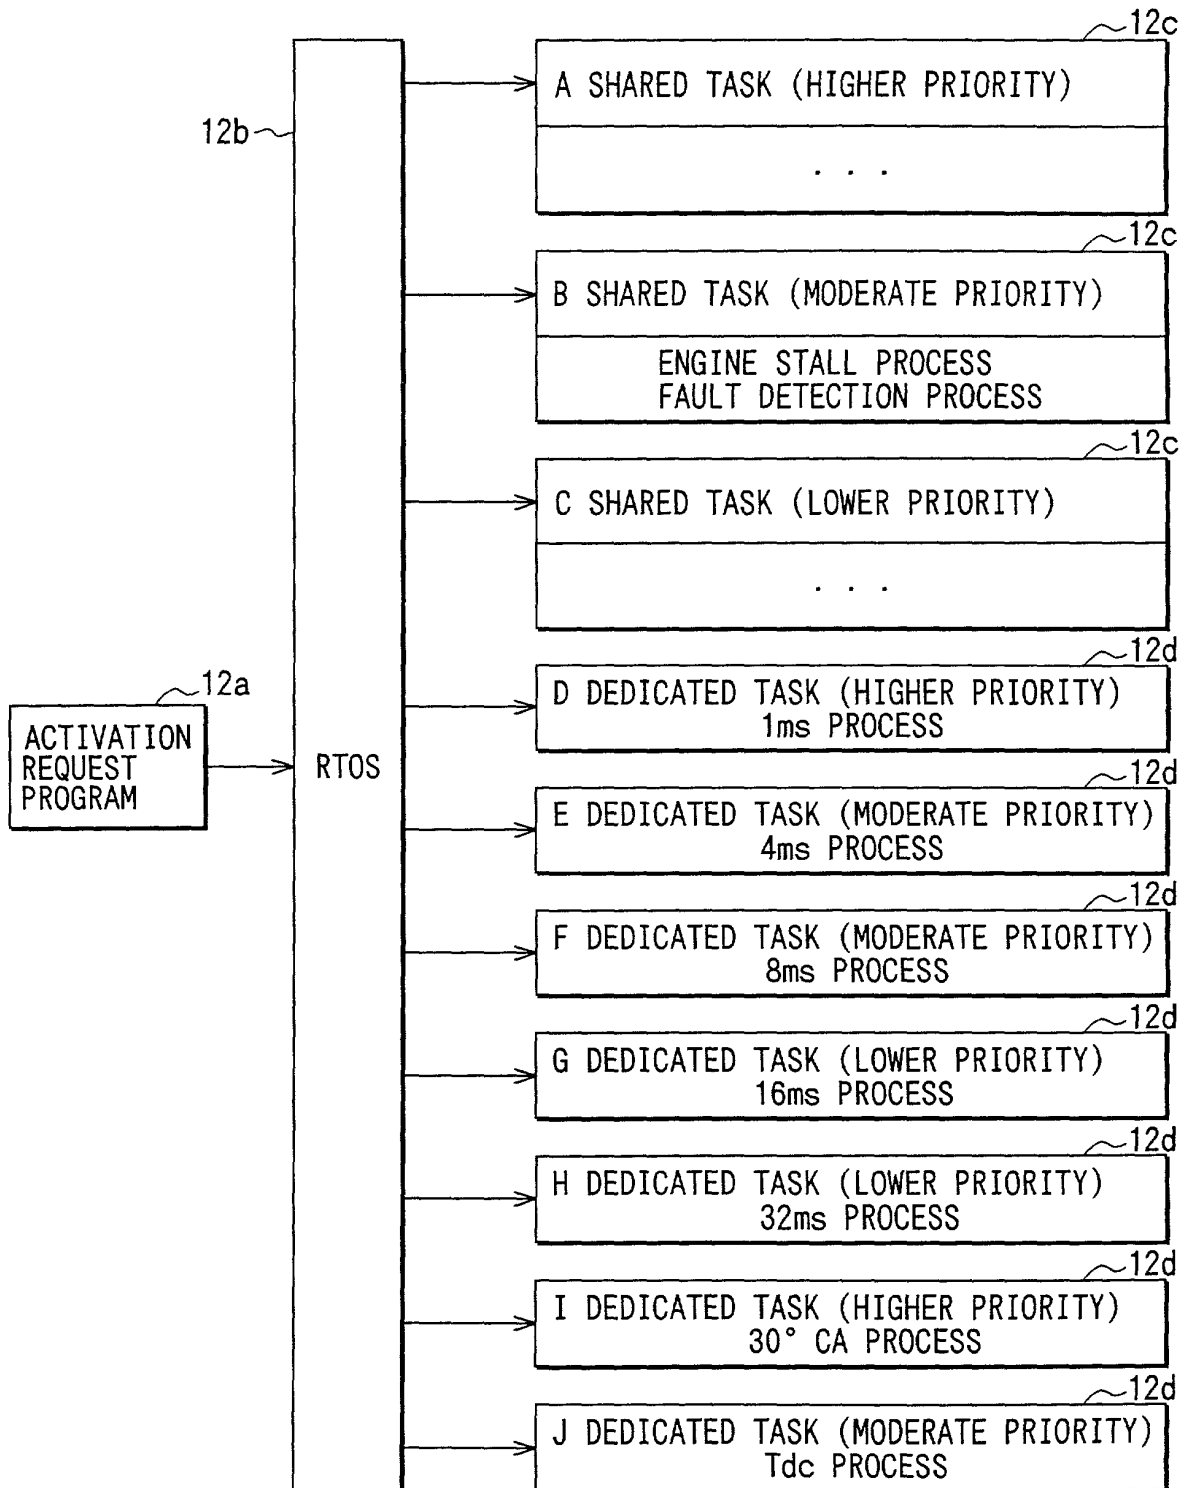 12c
A SHARED TASK (HIGHER PRIORITY)
. . .
12b
12c
B SHARED TASK (MODERATE PRIORITY)
ENGINE STALL PROCESS
FAULT DETECTION PROCESS
12c
C SHARED TASK (LOWER PRIORITY)
. . .
12a
ACTIVATION
REQUEST
PROGRAM
RTOS
12d
D DEDICATED TASK (HIGHER PRIORITY)
1ms PROCESS
12d
E DEDICATED TASK (MODERATE PRIORITY)
4ms PROCESS
12d
F DEDICATED TASK (MODERATE PRIORITY)
8ms PROCESS
12d
G DEDICATED TASK (LOWER PRIORITY)
16ms PROCESS
12d
H DEDICATED TASK (LOWER PRIORITY)
32ms PROCESS
12d
I DEDICATED TASK (HIGHER PRIORITY)
30° CA PROCESS
12d
J DEDICATED TASK (MODERATE PRIORITY)
Tdc PROCESS